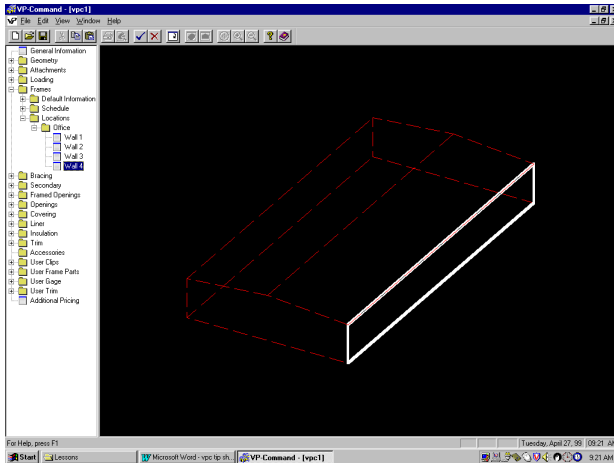 VP-Command - [vpc1]
File Edit View Window Help
General Information
Geometry
Attachments
Loading
Frames
Default Information
Schedule
Locations
Office
Wall 1
Wall 2
Wall 3
Wall 4
Bracing
Secondary
Framed Openings
Openings
Covering
Liner
Insulation
Trim
Accessories
User Clips
User Frame Parts
User Gage
User Trim
Additional Pricing
For Help, press F1
Tuesday, April 27, 99 09:21 AM
Start Lessons Microsoft Word - vpc tip sh... VP-Command - [vpc1] 9:21 AM